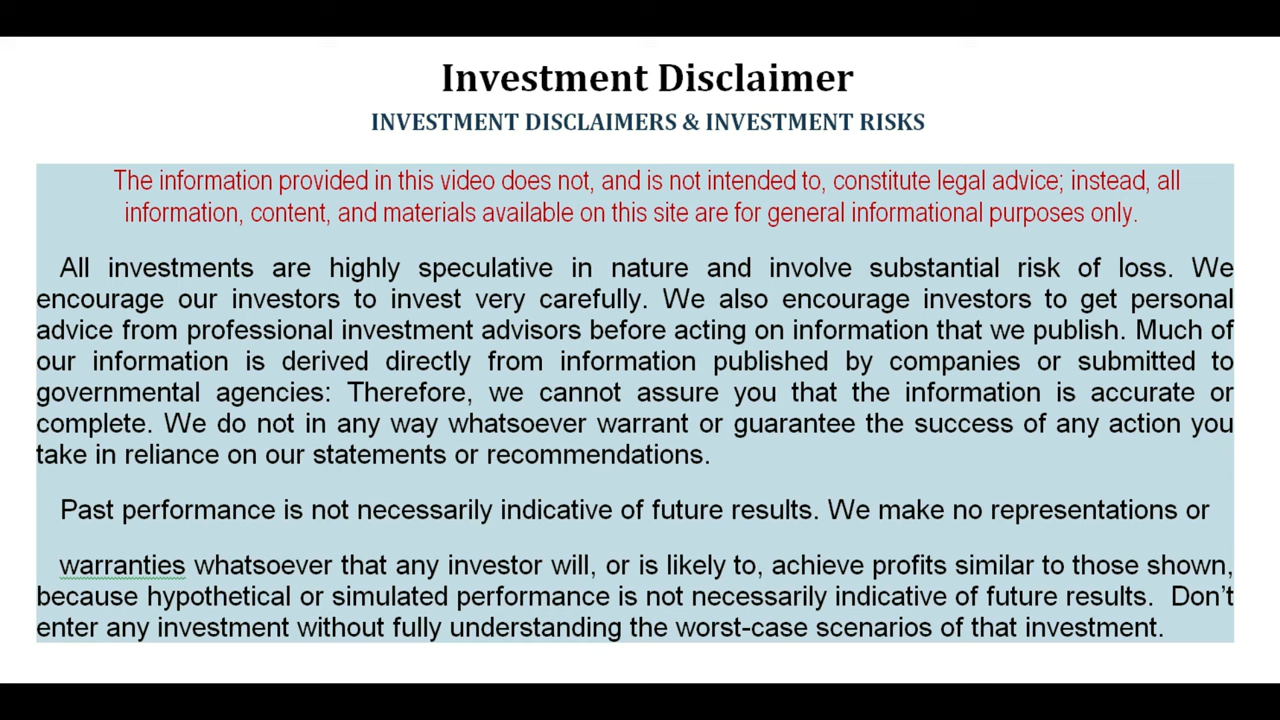 Investment Disclaimer
INVESTMENT DISCLAIMERS & INVESTMENT RISKS
The information provided in this video does not, and is not intended to, constitute legal advice; instead, all
information, content, and materials available on this site are for general informational purposes only.
All investments are highly speculative in nature and involve substantial risk of loss. We
encourage our investors to invest very carefully. We also encourage investors to get personal
advice from professional investment advisors before acting on information that we publish. Much of
our information is derived directly from information published by companies or submitted to
governmental agencies: Therefore, we cannot assure you that the information is accurate or
complete. We do not in any way whatsoever warrant or guarantee the success of any action you
take in reliance on our statements or recommendations.
Past performance is not necessarily indicative of future results. We make no representations or
warranties whatsoever that any investor will, or is likely to, achieve profits similar to those shown,
because hypothetical or simulated performance is not necessarily indicative of future results.  Don’t
enter any investment without fully understanding the worst-case scenarios of that investment.